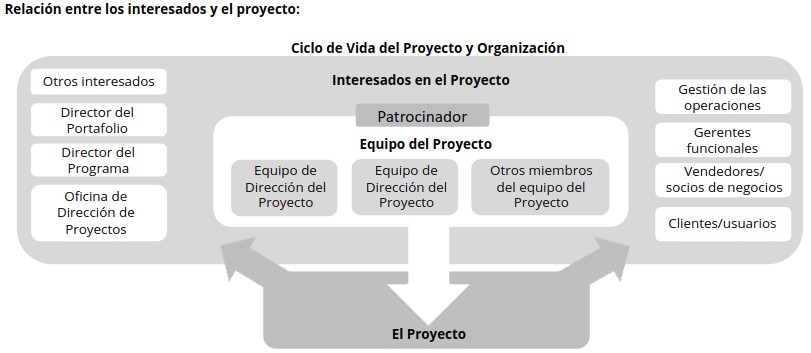 Relación entre los interesados y el proyecto:
Ciclo de Vida del Proyecto y Organización
Interesados en el Proyecto
Otros interesados
Director del
Portafolio
Director del
Programa
Oficina de
Dirección de
Proyectos
Patrocinador
Equipo del Proyecto
Equipo de
Dirección del
Proyecto
Equipo de
Dirección del
Proyecto
Otros miembros
del equipo del
Proyecto
Gestión de las
operaciones
Gerentes
funcionales
Vendedores/
socios de negocios
Clientes/usuarios
El Proyecto